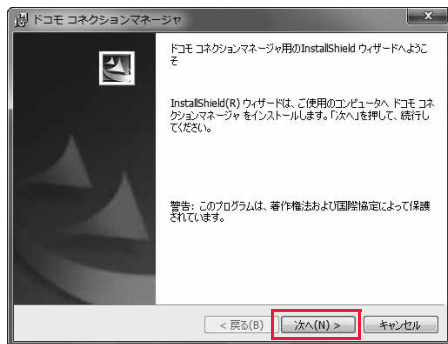 ドコモ コネクションマネージャ
ドコモ コネクションマネージャ用のInstallShield ウィザードへようこ
そ
InstallShield(R) ウィザードは、ご使用のコンピュータへ ドコモ コネ
クションマネージャ をインストールします。「次へ」を押して、続行し
てください。
警告: このプログラムは、著作権法および国際協定によって保護
されています。
< 戻る(B)
次へ(N) >
キャンセル